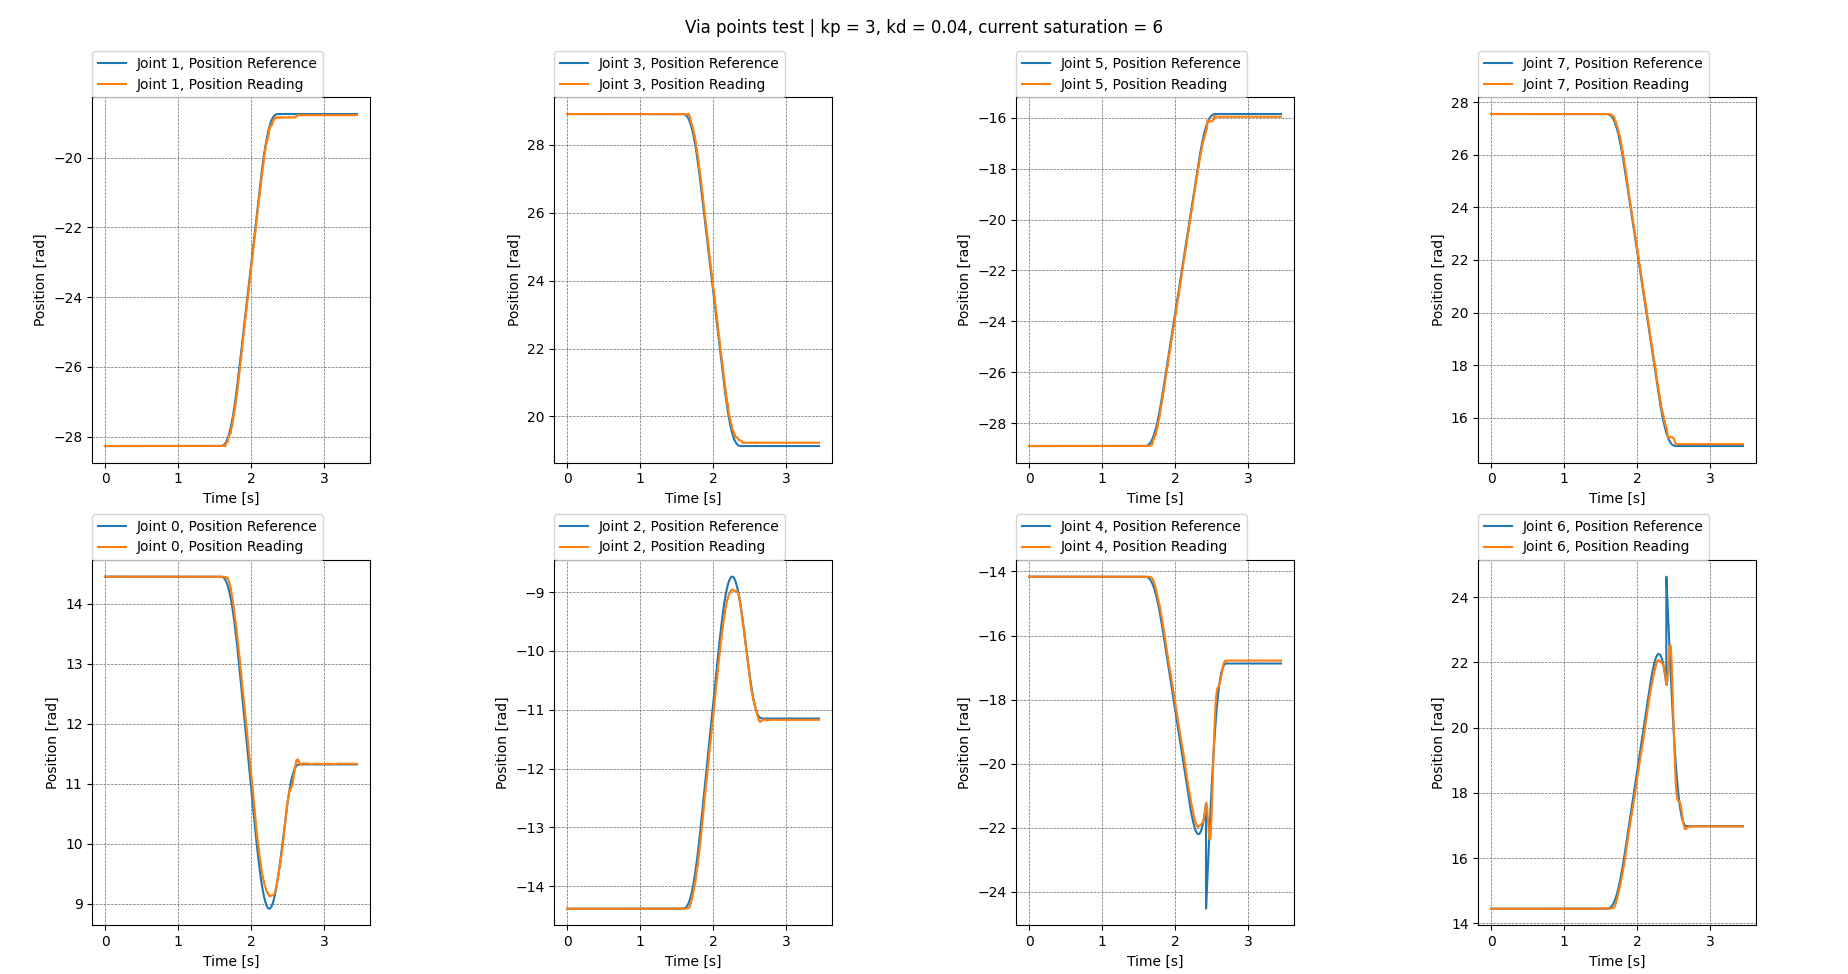 Via points test | kp = 3, kd = 0.04, current saturation = 6
Joint 1, Position Reference
Joint 1, Position Reading
Position [rad]
−20
−22
−24
−26
−28
0 1 2 3
Time [s]
Joint 3, Position Reference
Joint 3, Position Reading
Position [rad]
28
26
24
22
20
0 1 2 3
Time [s]
Joint 5, Position Reference
Joint 5, Position Reading
Position [rad]
−16
−18
−20
−22
−24
−26
−28
0 1 2 3
Time [s]
Joint 7, Position Reference
Joint 7, Position Reading
Position [rad]
28
26
24
22
20
18
16
0 1 2 3
Time [s]
Joint 0, Position Reference
Joint 0, Position Reading
Position [rad]
14
13
12
11
10
9
0 1 2 3
Time [s]
Joint 2, Position Reference
Joint 2, Position Reading
Position [rad]
−9
−10
−11
−12
−13
−14
0 1 2 3
Time [s]
Joint 4, Position Reference
Joint 4, Position Reading
Position [rad]
−14
−16
−18
−20
−22
−24
0 1 2 3
Time [s]
Joint 6, Position Reference
Joint 6, Position Reading
Position [rad]
24
22
20
18
16
14
0 1 2 3
Time [s]